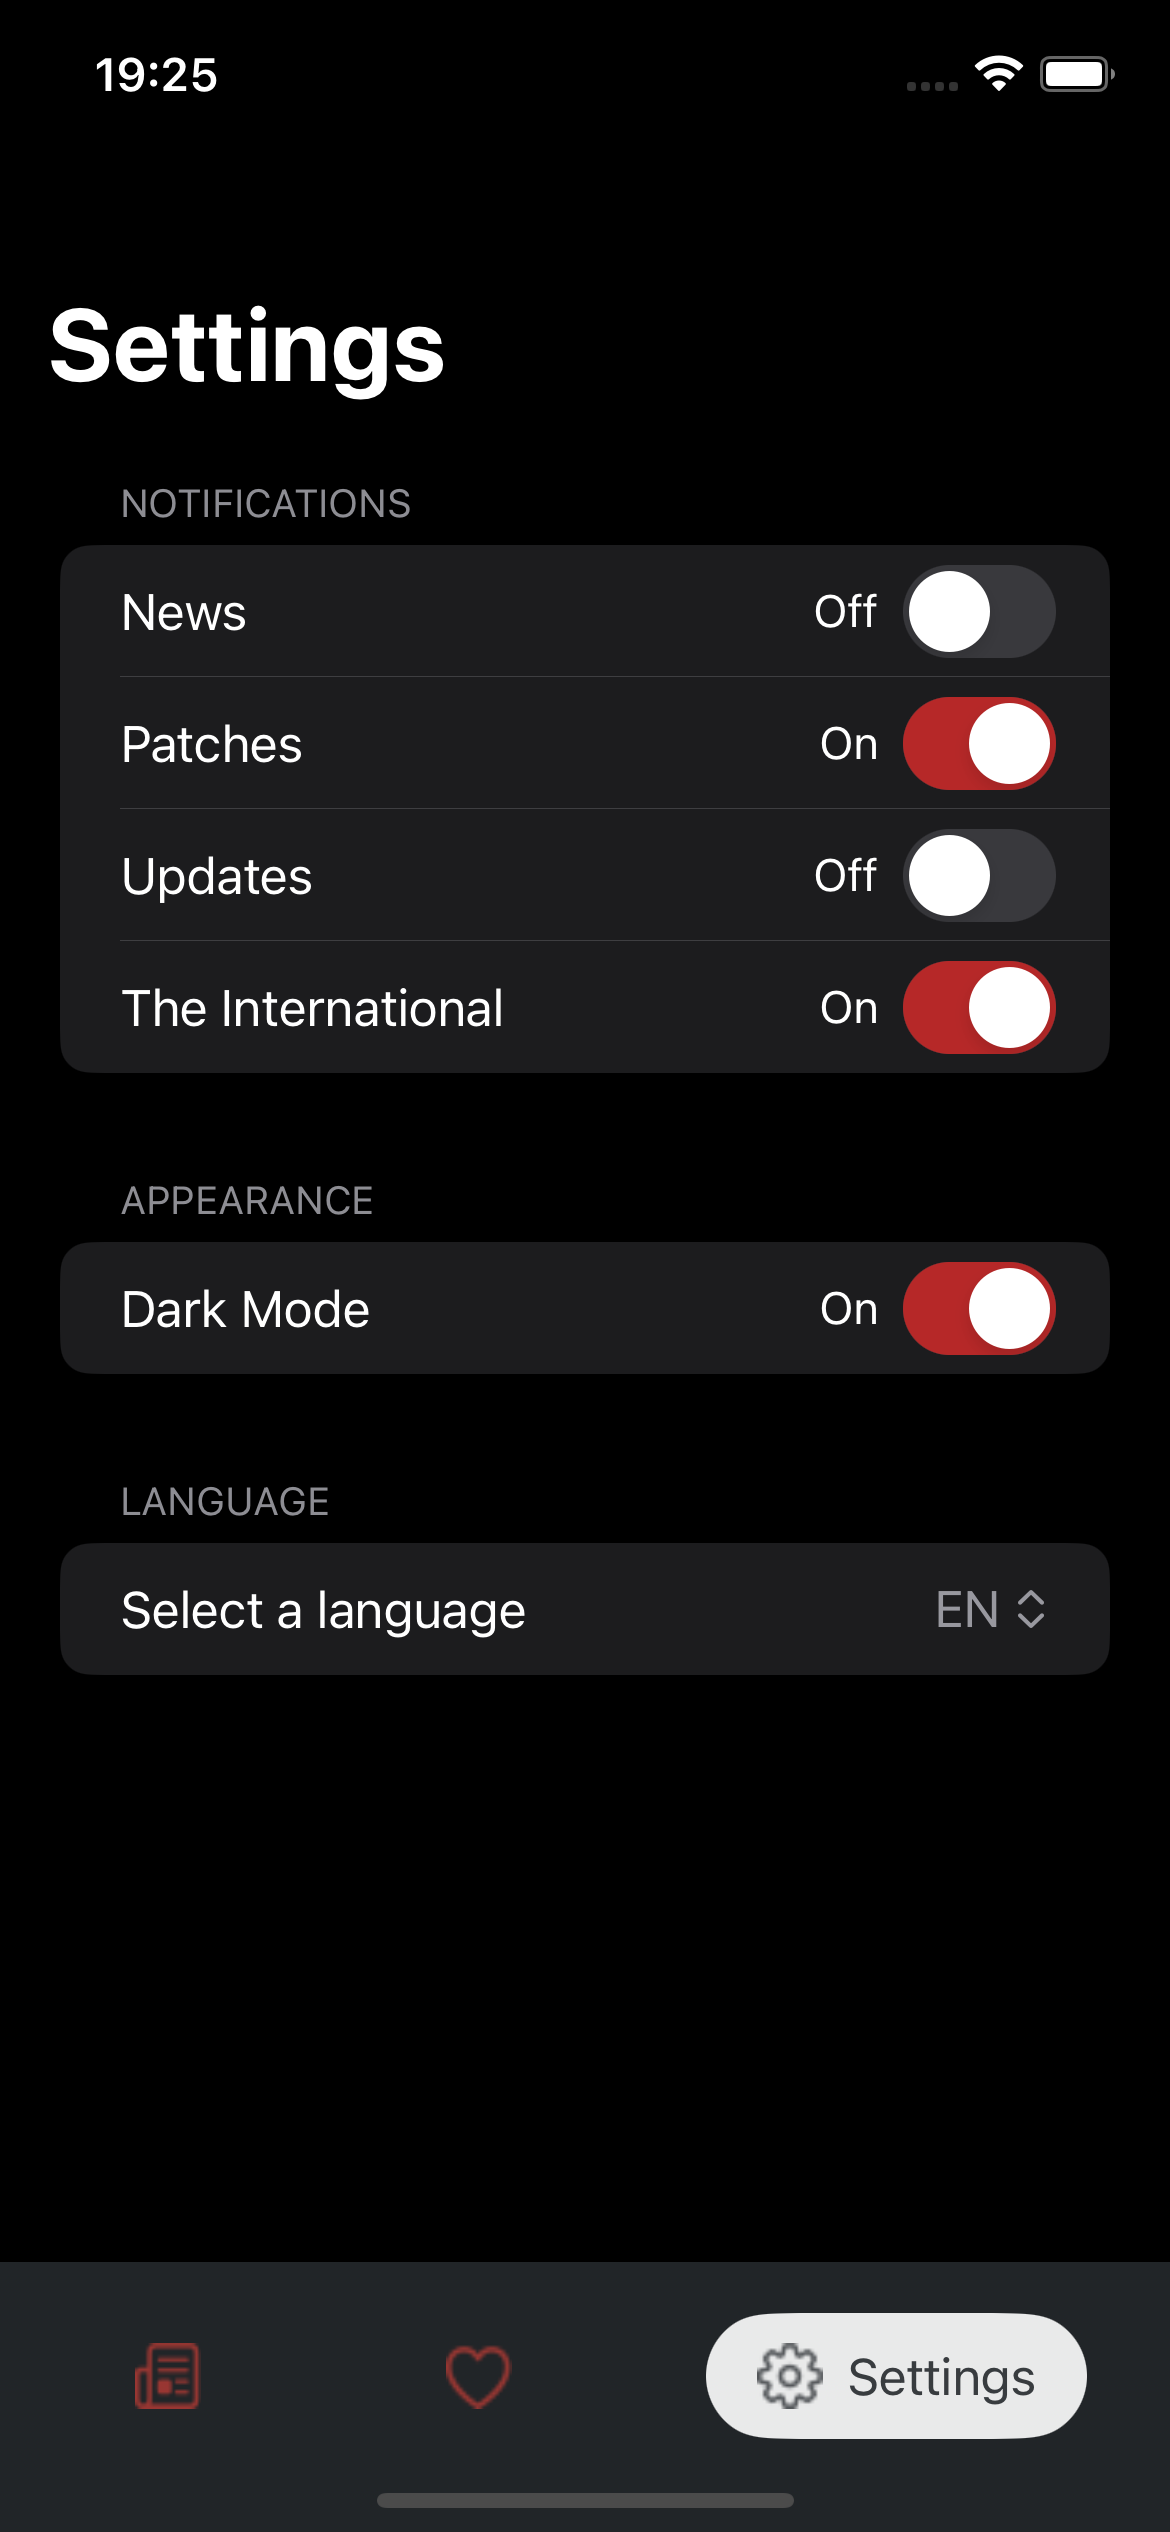 19:25
Settings
NOTIFICATIONS
News Off
Patches On
Updates Off
The International On
APPEARANCE
Dark Mode On
LANGUAGE
Select a language EN
Settings